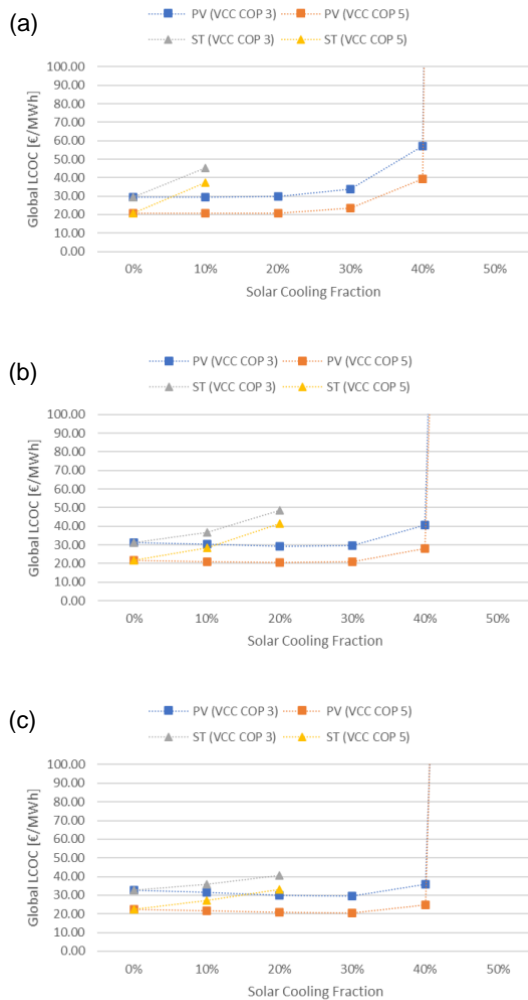 (a)
PV (VCC COP 3) PV (VCC COP 5)
ST (VCC COP 3) ST (VCC COP 5)
Global LCOC [€/MWh]
100.00
90.00
80.00
70.00
60.00
50.00
40.00
30.00
20.00
10.00
0.00
0% 10% 20% 30% 40% 50%
Solar Cooling Fraction
(b)
PV (VCC COP 3) PV (VCC COP 5)
ST (VCC COP 3) ST (VCC COP 5)
Global LCOC [€/MWh]
100.00
90.00
80.00
70.00
60.00
50.00
40.00
30.00
20.00
10.00
0.00
0% 10% 20% 30% 40% 50%
Solar Cooling Fraction
(c)
PV (VCC COP 3) PV (VCC COP 5)
ST (VCC COP 3) ST (VCC COP 5)
Global LCOC [€/MWh]
100.00
90.00
80.00
70.00
60.00
50.00
40.00
30.00
20.00
10.00
0.00
0% 10% 20% 30% 40% 50%
Solar Cooling Fraction